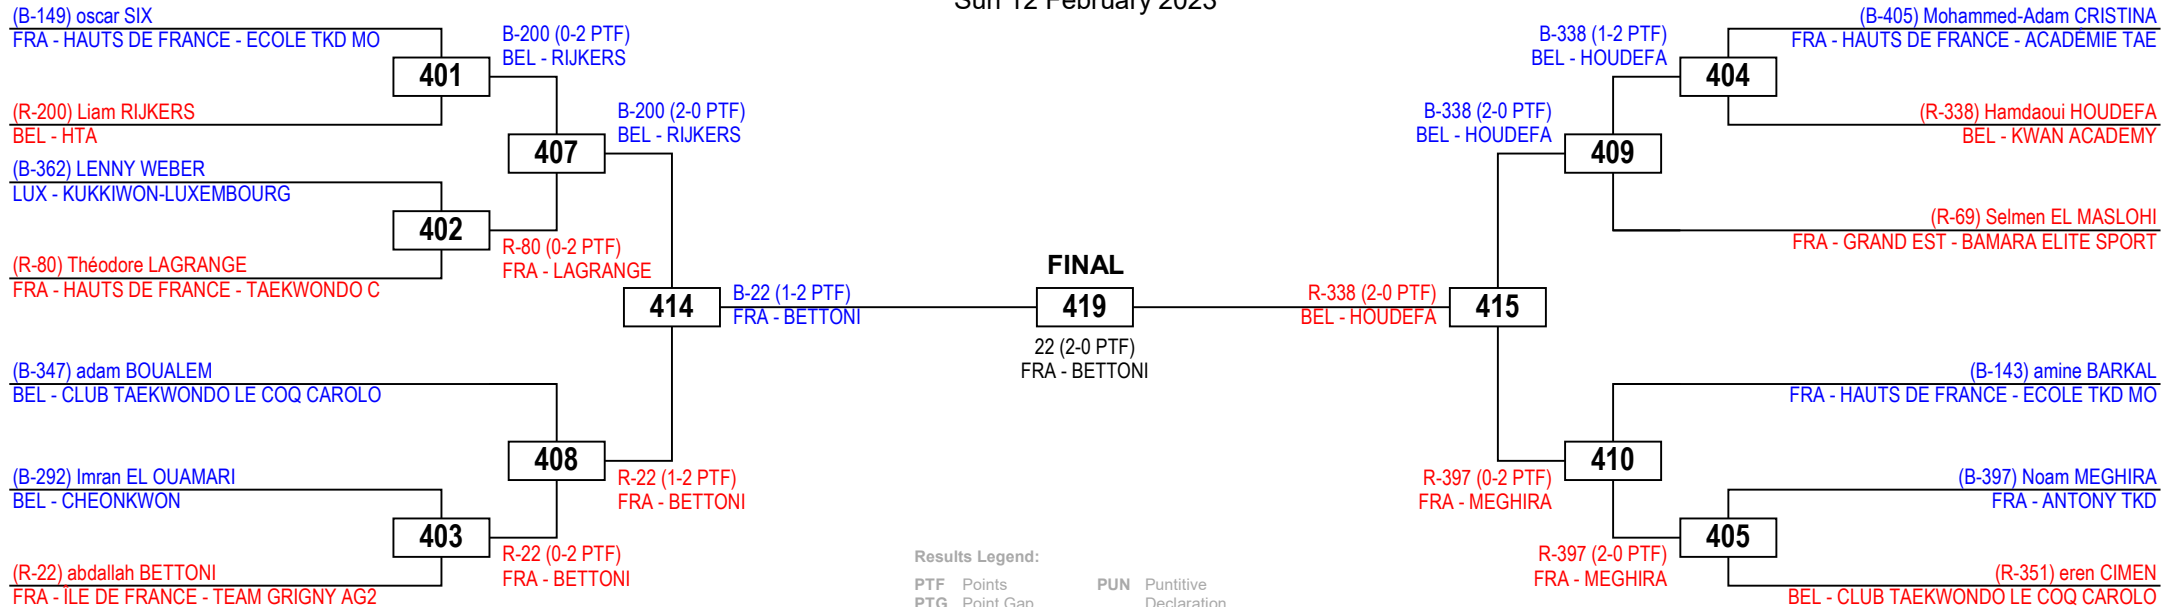 Sun 12 February 2023
(B-149) oscar SIX
FRA - HAUTS DE FRANCE - ECOLE TKD MO
401
(R-200) Liam RIJKERS
BEL - HTA
B-200 (0-2 PTF)
BEL - RIJKERS
(B-362) LENNY WEBER
LUX - KUKKIWON-LUXEMBOURG
402
(R-80) Théodore LAGRANGE
FRA - HAUTS DE FRANCE - TAEKWONDO C
R-80 (0-2 PTF)
FRA - LAGRANGE
407
B-200 (2-0 PTF)
BEL - RIJKERS
(B-347) adam BOUALEM
BEL - CLUB TAEKWONDO LE COQ CAROLO
(B-292) Imran EL OUAMARI
BEL - CHEONKWON
403
(R-22) abdallah BETTONI
FRA - ÎLE DE FRANCE - TEAM GRIGNY AG2
R-22 (0-2 PTF)
FRA - BETTONI
408
R-22 (1-2 PTF)
FRA - BETTONI
414
B-22 (1-2 PTF)
FRA - BETTONI
FINAL
419
22 (2-0 PTF)
FRA - BETTONI
R-338 (2-0 PTF)
BEL - HOUDEFA
415
B-338 (2-0 PTF)
BEL - HOUDEFA
409
B-338 (1-2 PTF)
BEL - HOUDEFA
404
(B-405) Mohammed-Adam CRISTINA
FRA - HAUTS DE FRANCE - ACADÉMIE TAE
(R-338) Hamdaoui HOUDEFA
BEL - KWAN ACADEMY
(R-69) Selmen EL MASLOHI
FRA - GRAND EST - BAMARA ELITE SPORT
(B-143) amine BARKAL
FRA - HAUTS DE FRANCE - ECOLE TKD MO
410
R-397 (0-2 PTF)
FRA - MEGHIRA
(B-397) Noam MEGHIRA
FRA - ANTONY TKD
405
R-397 (2-0 PTF)
FRA - MEGHIRA
(R-351) eren CIMEN
BEL - CLUB TAEKWONDO LE COQ CAROLO
Results Legend:
PTF Points
PUN Puntitive
PTG Point Gap
Declaration